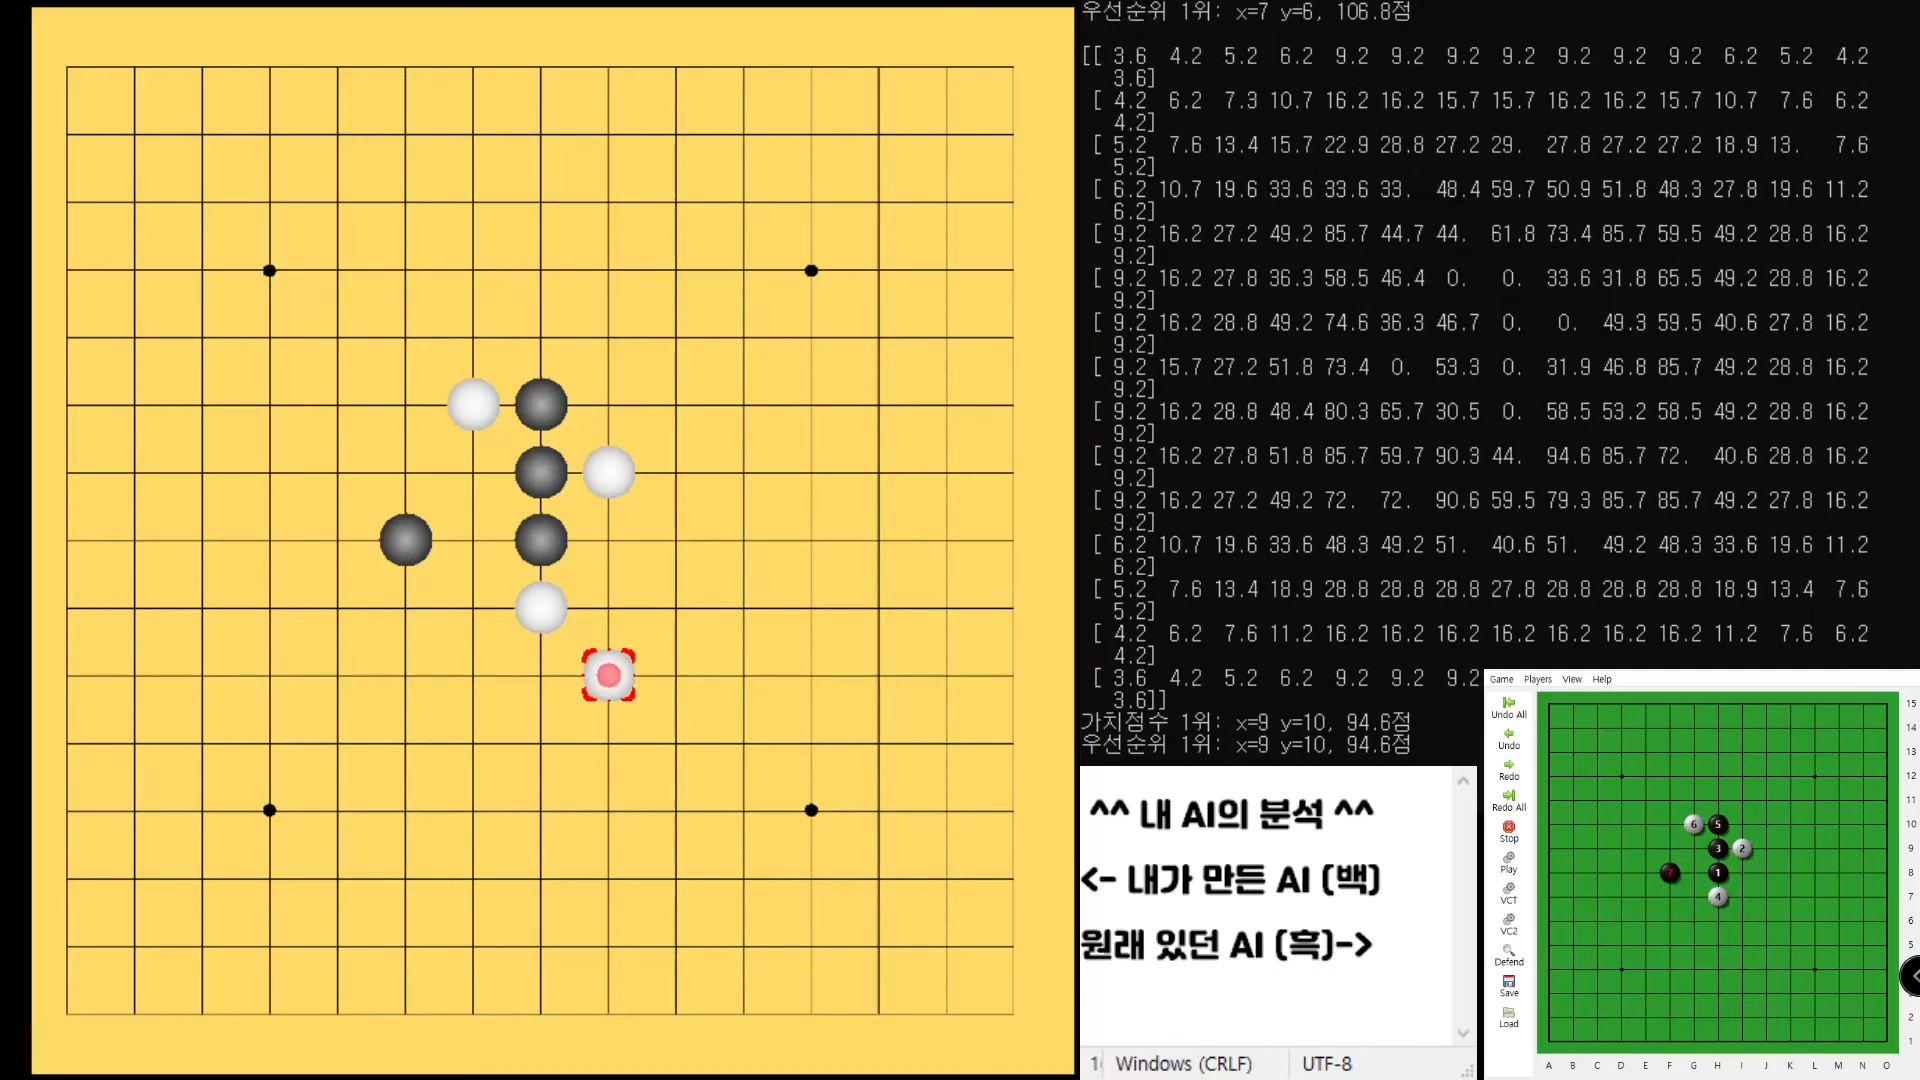 우선순위 1위: x=7 y=6, 106.8점
[[ 3.6 4.2 5.2 6.2 9.2 9.2 9.2 9.2 9.2 9.2 9.2 6.2 5.2 4.2
3.6]
[ 4.2 6.2 7.3 10.7 16.2 16.2 15.7 15.7 16.2 16.2 15.7 10.7 7.6 6.2
4.2]
[ 5.2 7.6 13.4 15.7 22.9 28.8 27.2 29. 27.8 27.2 27.2 18.9 13. 7.6
5.2]
[ 6.2 10.7 19.6 33.6 33.6 33. 48.4 59.7 50.9 51.8 48.3 27.8 19.6 11.2
6.2]
[ 9.2 16.2 27.2 49.2 85.7 44.7 44. 61.8 73.4 85.7 59.5 49.2 28.8 16.2
9.2]
[ 9.2 16.2 27.8 36.3 58.5 46.4 0. 0. 33.6 31.8 65.5 49.2 28.8 16.2
9.2]
[ 9.2 16.2 28.8 49.2 74.6 36.3 46.7 0. 0. 49.3 59.5 40.6 27.8 16.2
9.2]
[ 9.2 15.7 27.2 51.8 73.4 0. 53.3 0. 31.9 46.8 85.7 49.2 28.8 16.2
9.2]
[ 9.2 16.2 28.8 48.4 80.3 65.7 30.5 0. 58.5 53.2 58.5 49.2 28.8 16.2
9.2]
[ 9.2 16.2 27.8 51.8 85.7 59.7 90.3 44. 94.6 85.7 72. 40.6 28.8 16.2
9.2]
[ 9.2 16.2 27.2 49.2 72. 72. 90.6 59.5 79.3 85.7 85.7 49.2 27.8 16.2
9.2]
[ 6.2 10.7 19.6 33.6 48.3 49.2 51. 40.6 51. 49.2 48.3 33.6 19.6 11.2
6.2]
[ 5.2 7.6 13.4 18.9 28.8 28.8 28.8 27.8 28.8 28.8 28.8 18.9 13.4 7.6
5.2]
[ 4.2 6.2 7.6 11.2 16.2 16.2 16.2 16.2 16.2 16.2 16.2 11.2 7.6 6.2
4.2]
[ 3.6 4.2 5.2 6.2 9.2 9.2 9.2
3.6]]
가치점수 1위: x=9 y=10, 94.6점
우선순위 1위: x=9 y=10, 94.6점
^^ 내 AI의 분석 ^^
<- 내가 만든 AI (백)
원래 있던 AI (흑)->
Windows (CRLF) UTF-8
Game Players View Help
Undo All
Undo
Redo
Redo All
Stop
Play
VCT
VC2
Defend
Save
Load
15
14
13
12
11
10
9
8
7
6
5
3
2
1
6 5
3 2
7 1
4
A B C D E F G H I J K L M N O